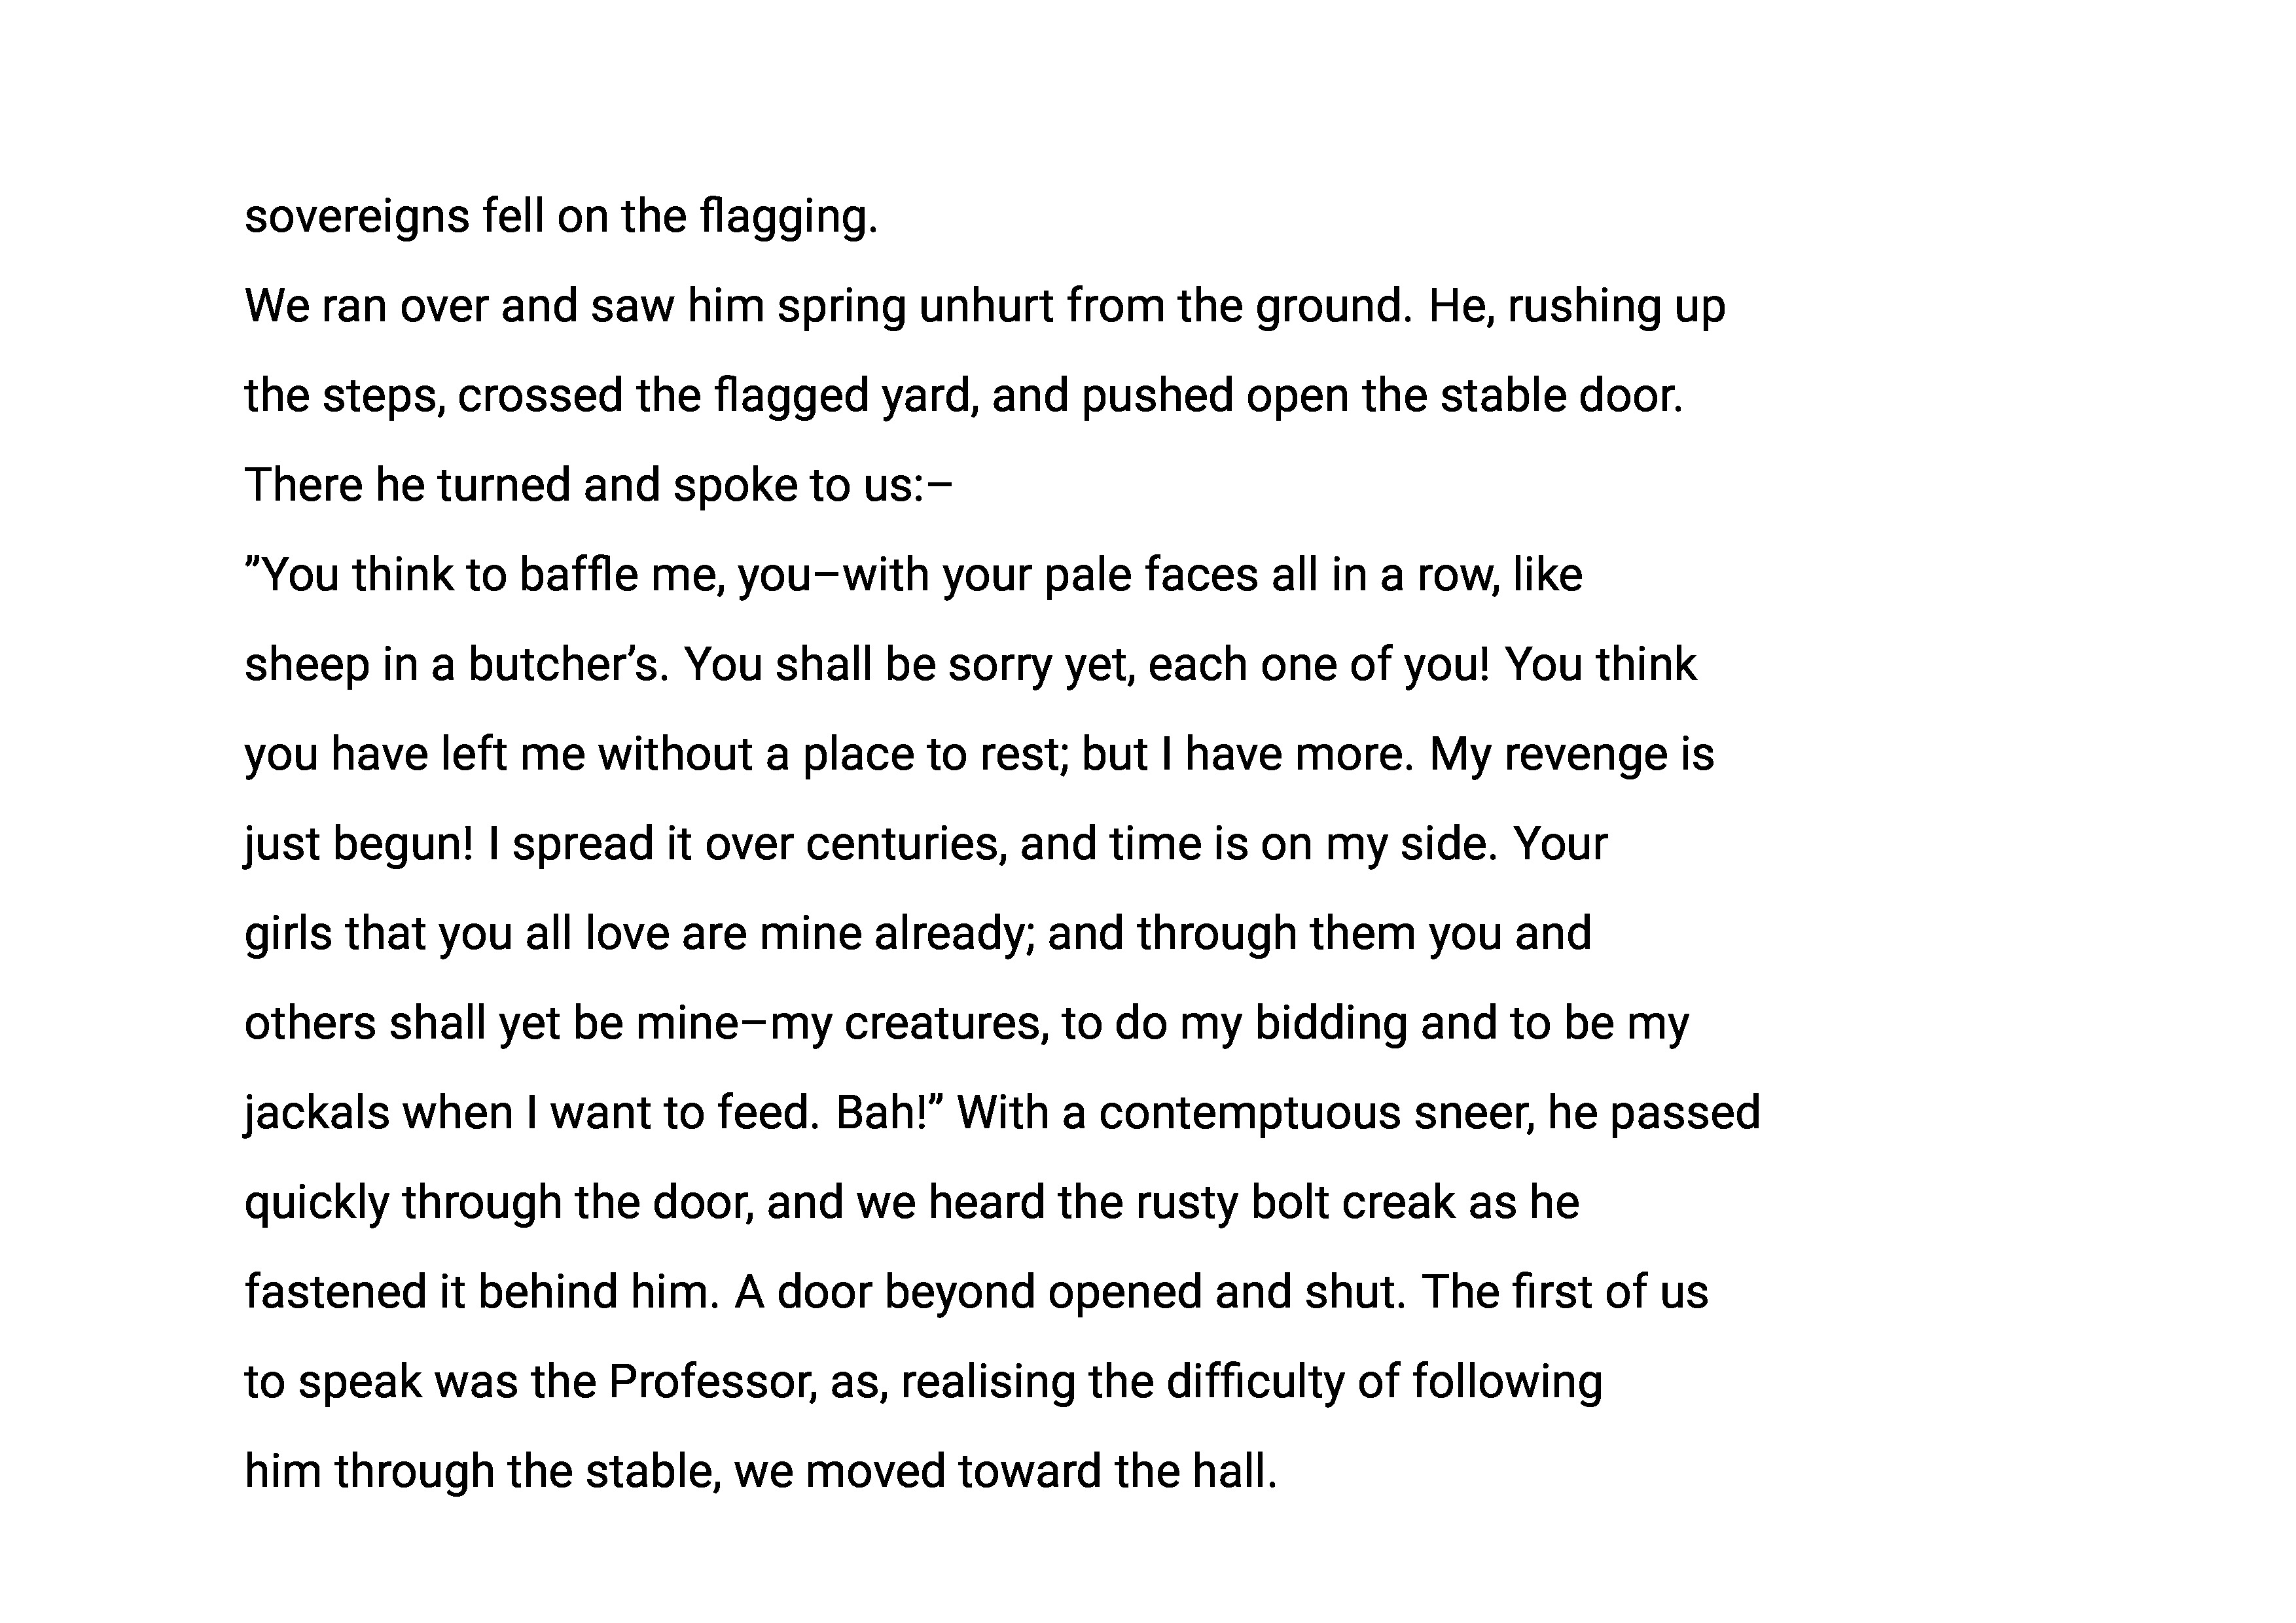 sovereigns fell on the flagging.
We ran over and saw him spring unhurt from the ground. He, rushing up
the steps, crossed the flagged yard, and pushed open the stable door.
There he turned and spoke to us:–
”You think to baffle me, you–with your pale faces all in a row, like
sheep in a butcher’s. You shall be sorry yet, each one of you! You think
you have left me without a place to rest; but I have more. My revenge is
just begun! I spread it over centuries, and time is on my side. Your
girls that you all love are mine already; and through them you and
others shall yet be mine–my creatures, to do my bidding and to be my
jackals when I want to feed. Bah!” With a contemptuous sneer, he passed
quickly through the door, and we heard the rusty bolt creak as he
fastened it behind him. A door beyond opened and shut. The first of us
to speak was the Professor, as, realising the difficulty of following
him through the stable, we moved toward the hall.